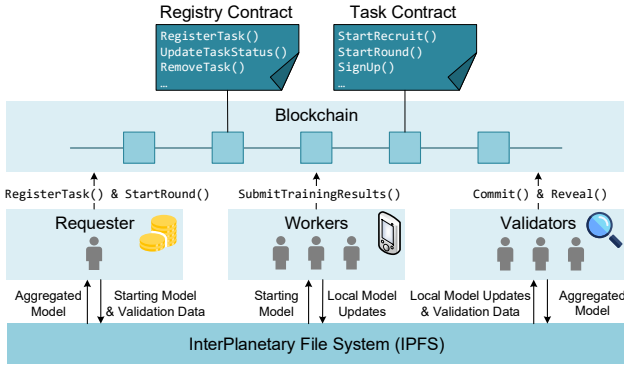 Registry Contract
Task Contract
RegisterTask()
UpdateTaskStatus()
RemoveTask()
…
StartRecruit()
StartRound()
SignUp()
…
Blockchain
RegisterTask() & StartRound()
SubmitTrainingResults()
Commit() & Reveal()
Requester
Workers
Validators
Aggregated
Model
Starting Model
& Validation Data
Starting
Model
Local Model
Updates
Local Model Updates
& Validation Data
Aggregated
Model
InterPlanetary File System (IPFS)